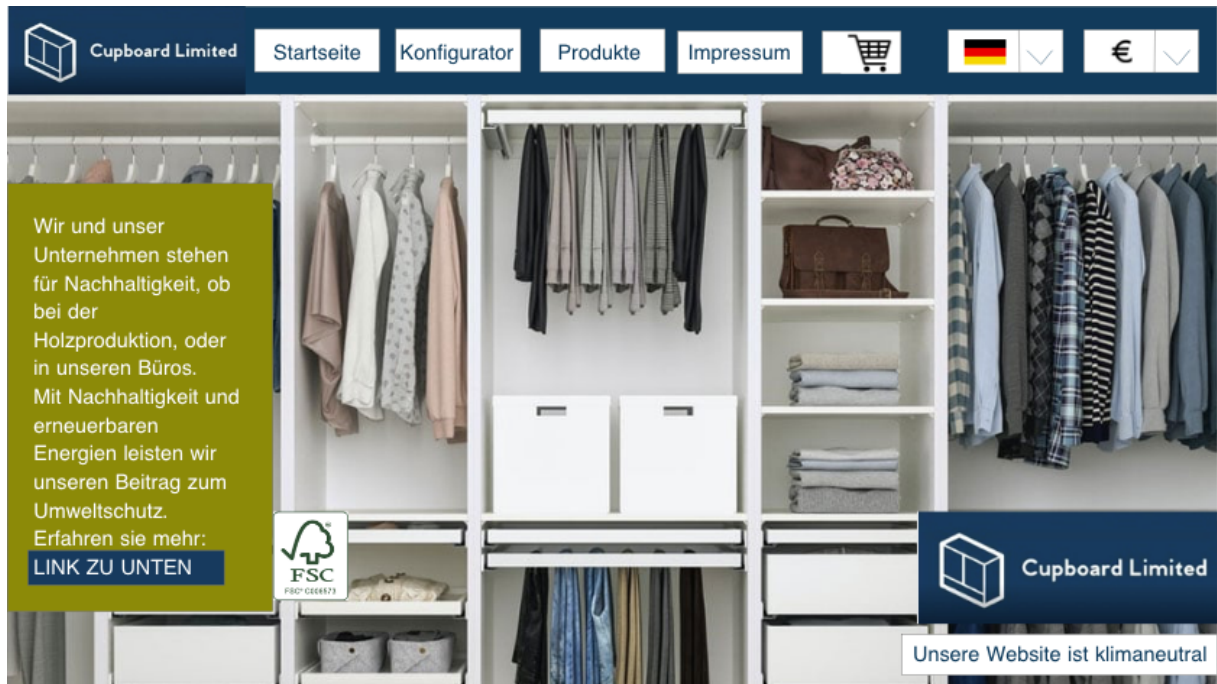 Cupboard Limited
Startseite
Konfigurator
Produkte
Impressum
€
Wir und unser
Unternehmen stehen
für Nachhaltigkeit, ob
bei der
Holzproduktion, oder
in unseren Büros.
Mit Nachhaltigkeit und
erneuerbaren
Energien leisten wir
unseren Beitrag zum
Umweltschutz.
Erfahren sie mehr:
LINK ZU UNTEN
FSC
FSC® C006573
Cupboard Limited
Unsere Website ist klimaneutral